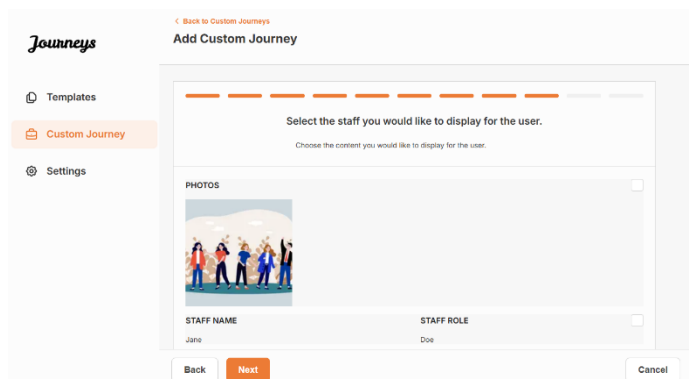 Journeys
< Back to Custom Journeys
Add Custom Journey
Templates
Custom Journey
Settings
Select the staff you would like to display for the user.
Choose the content you would like to display for the user.
PHOTOS
STAFF NAME STAFF ROLE
Jane Doe
Back Next Cancel